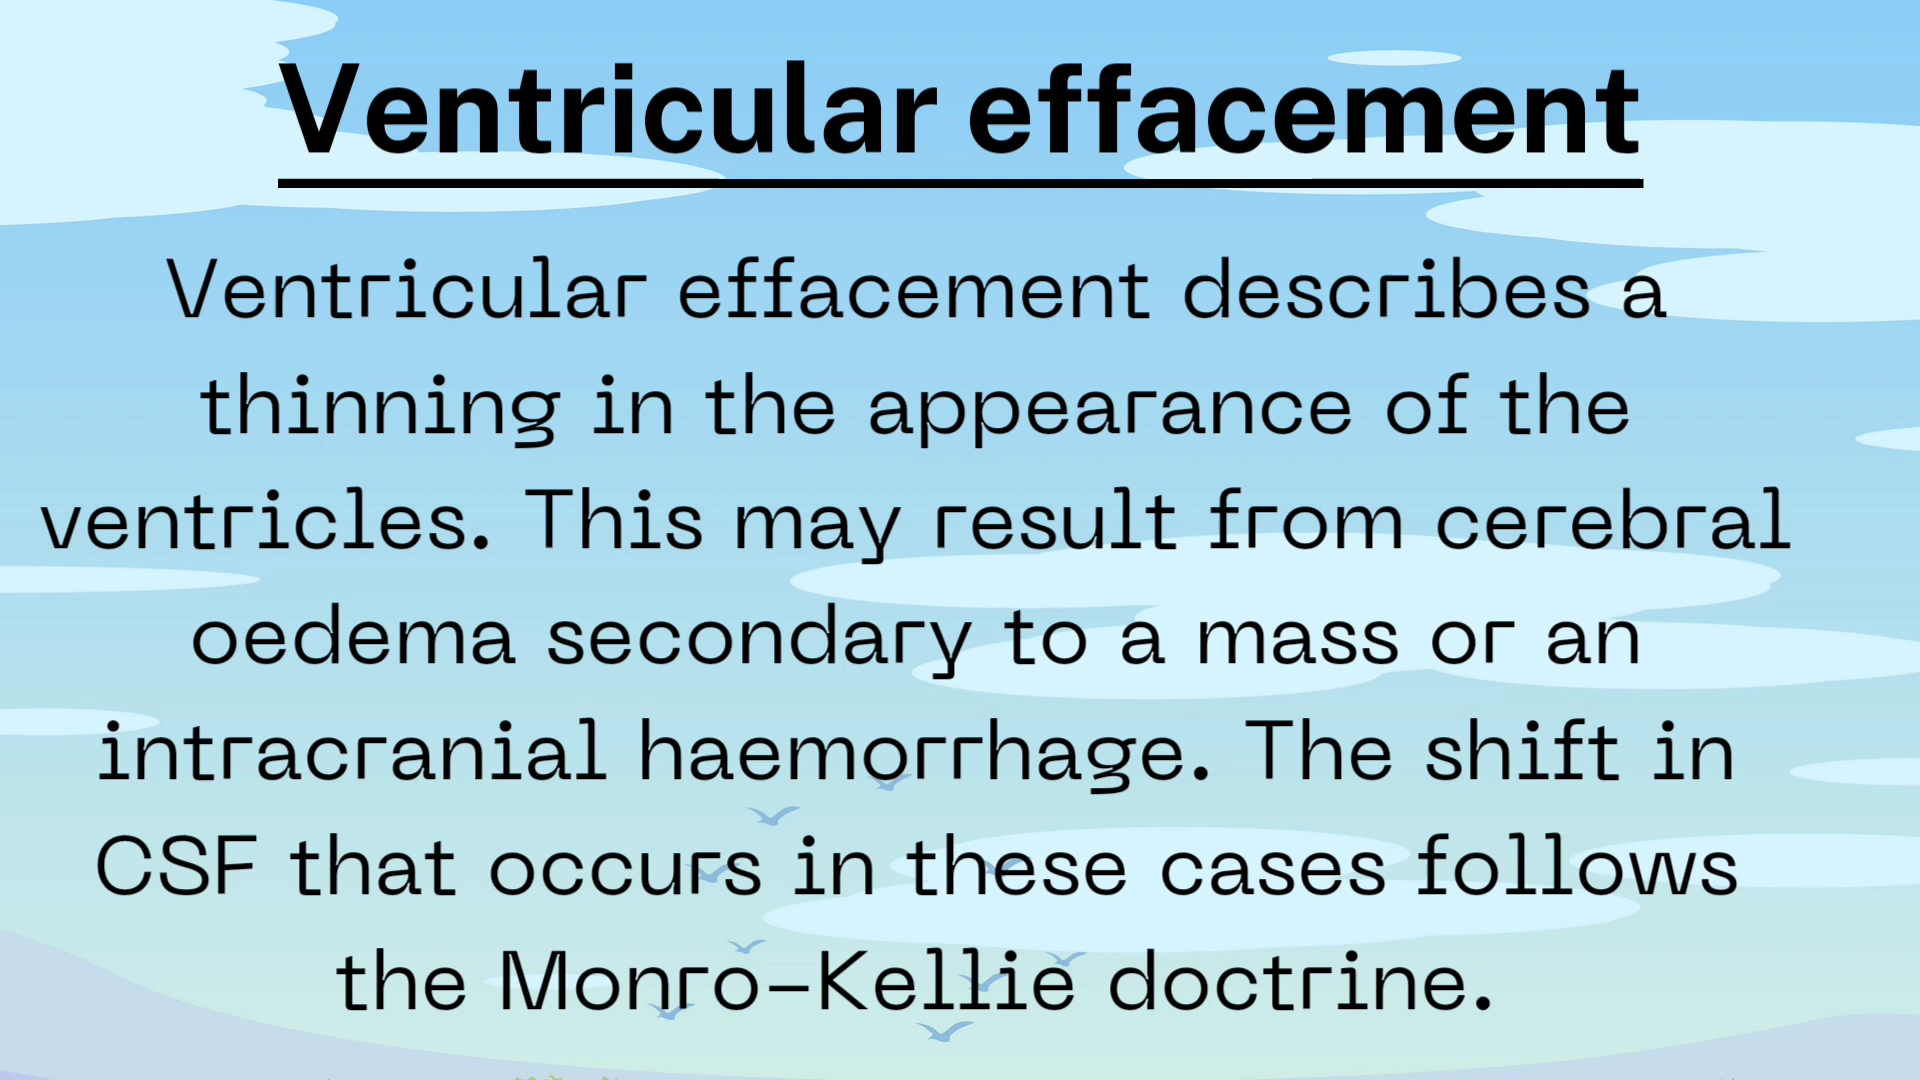 Ventricular effacement
Ventricular effacement describes a
thinning in the appearance of the
ventricles. This may result from cerebral
oedema secondary to a mass or an
intracranial haemorrhage. The shift in
CSF that occurs in these cases follows
the Monro-Kellie doctrine.